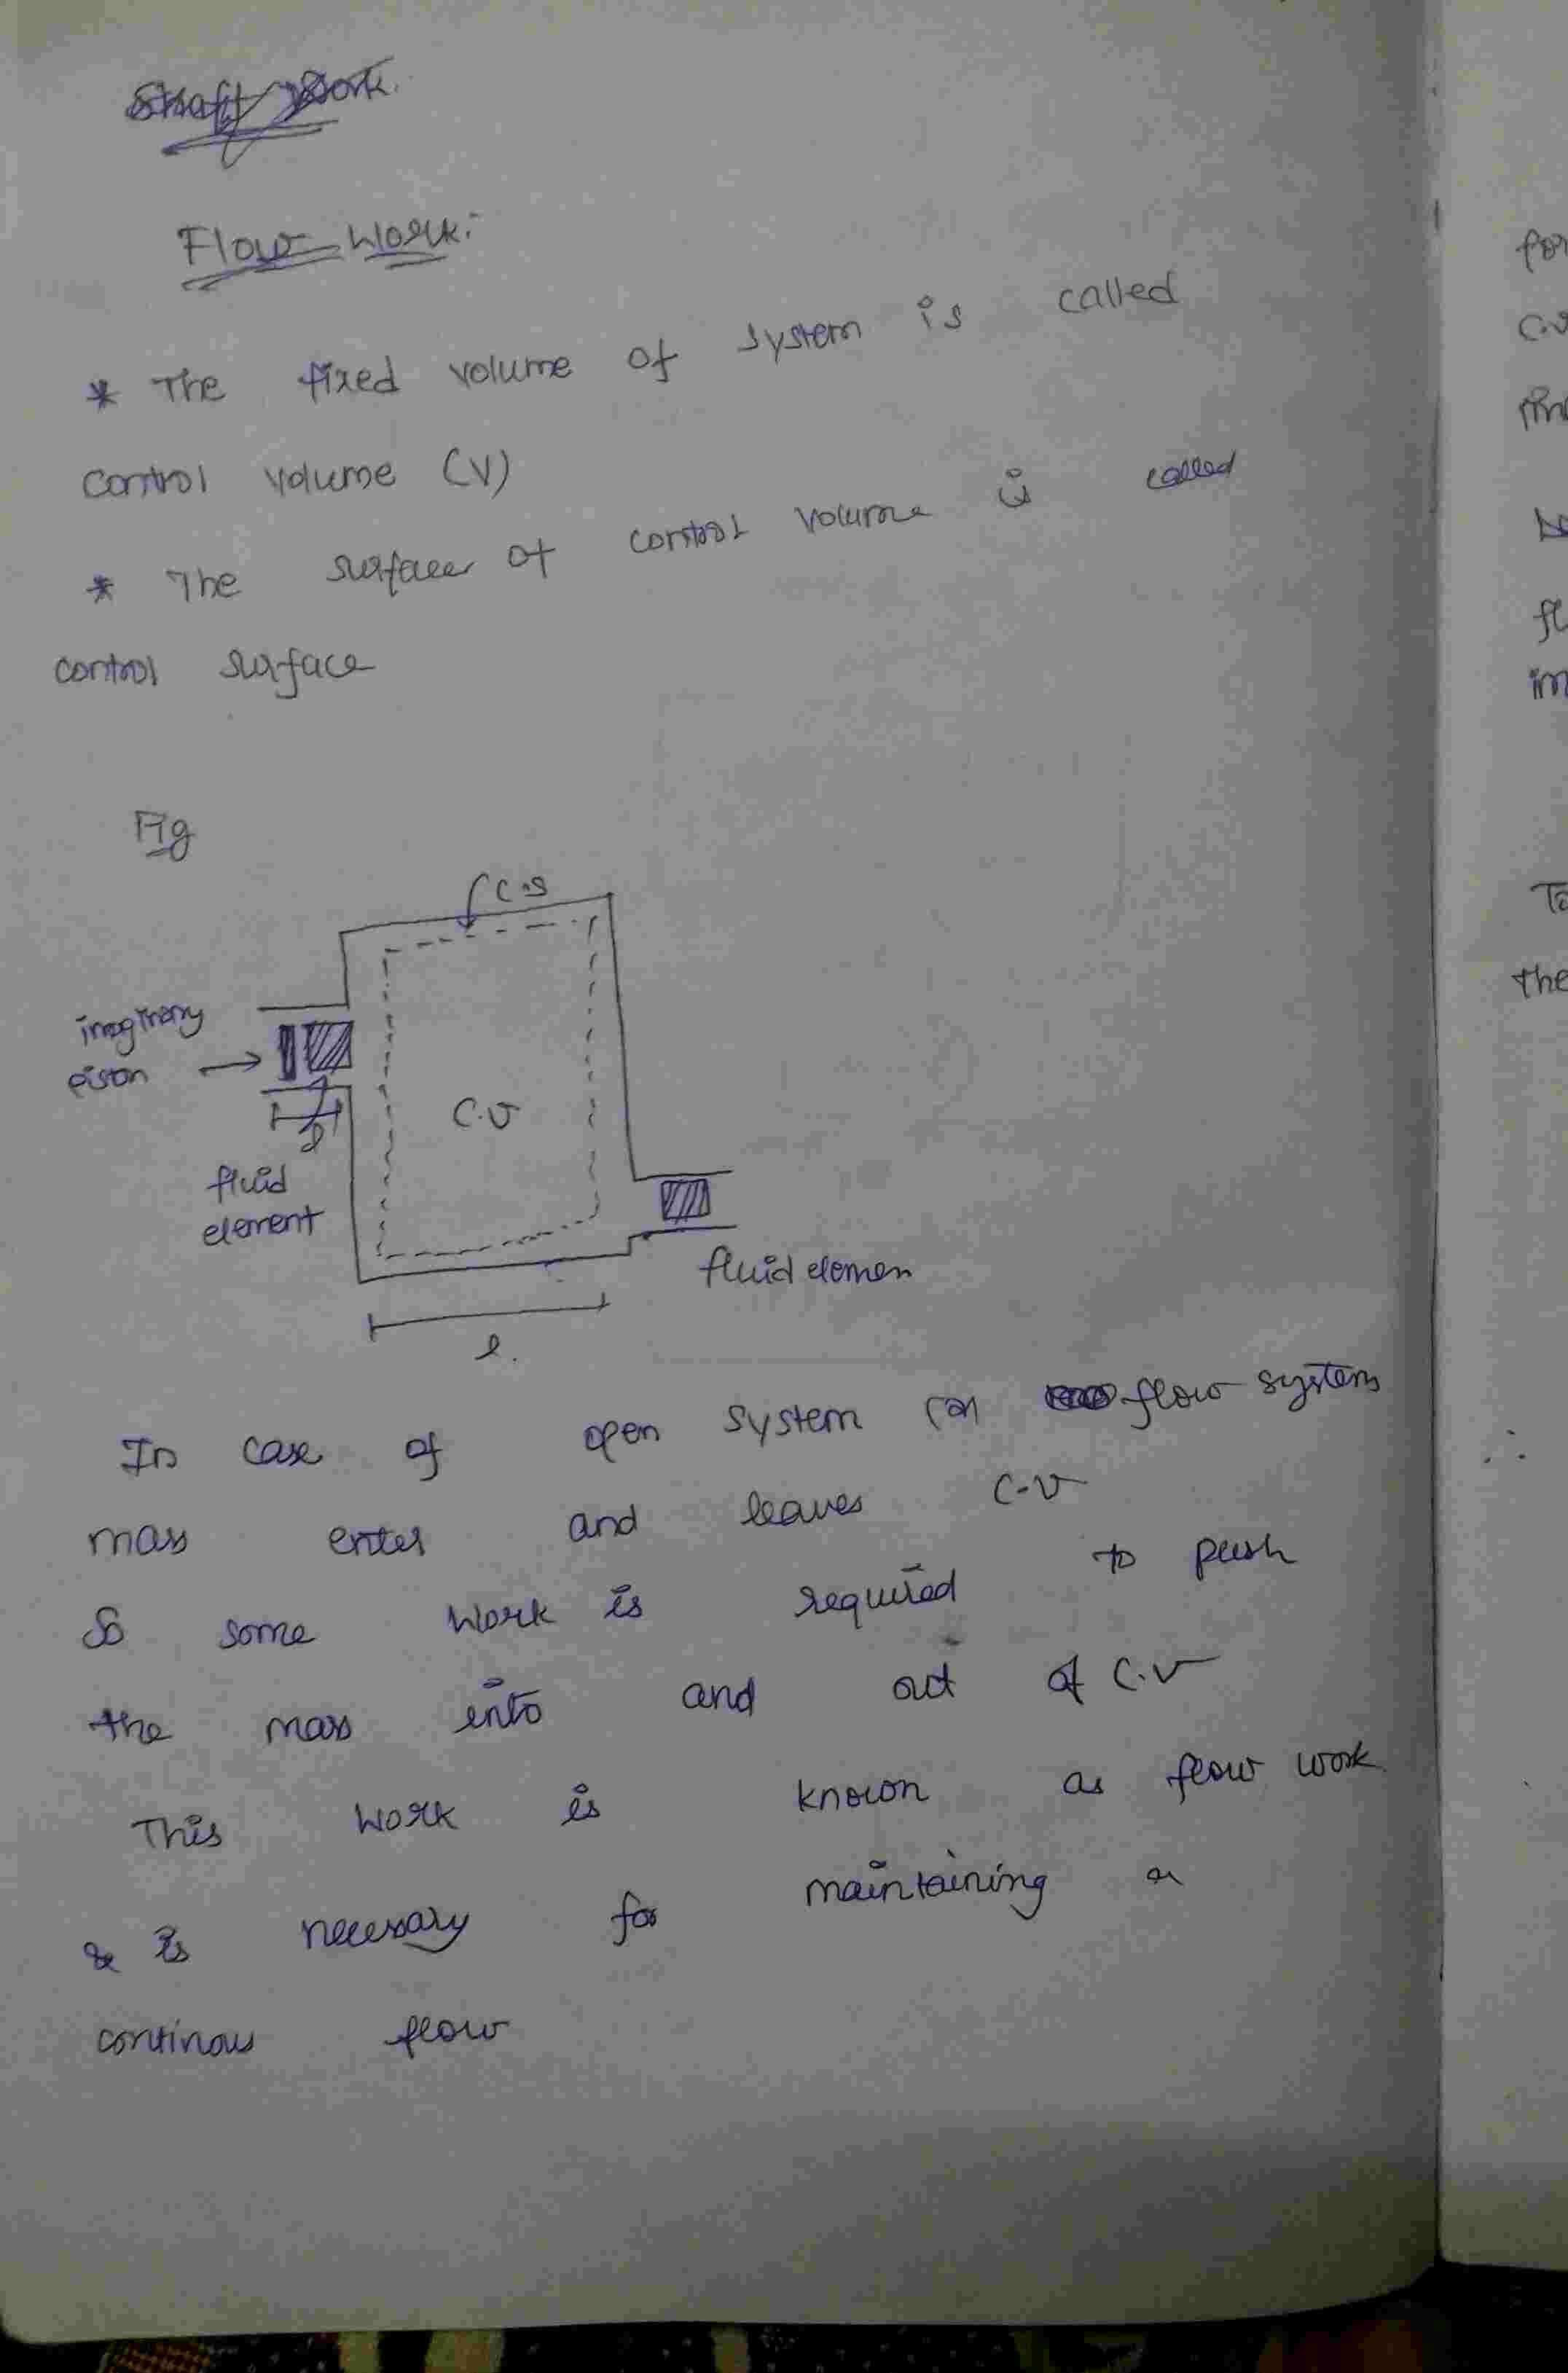 Shaft Work.
Flow Work:
* The fixed volume of system is called
control volume (V)
* The surface of control volume is called
control surface
Fig
C.S
imaginary
piston
C.V
l
fluid
element
fluid elemen
l.
In case of open system (or) flow system
mass enter and leaves C.V
So some work is required to push
the mass into and out of C.V
This work is known as flow work
& is necessary for maintaining a
continous flow
for
C.V
fl
im
To
the
∴